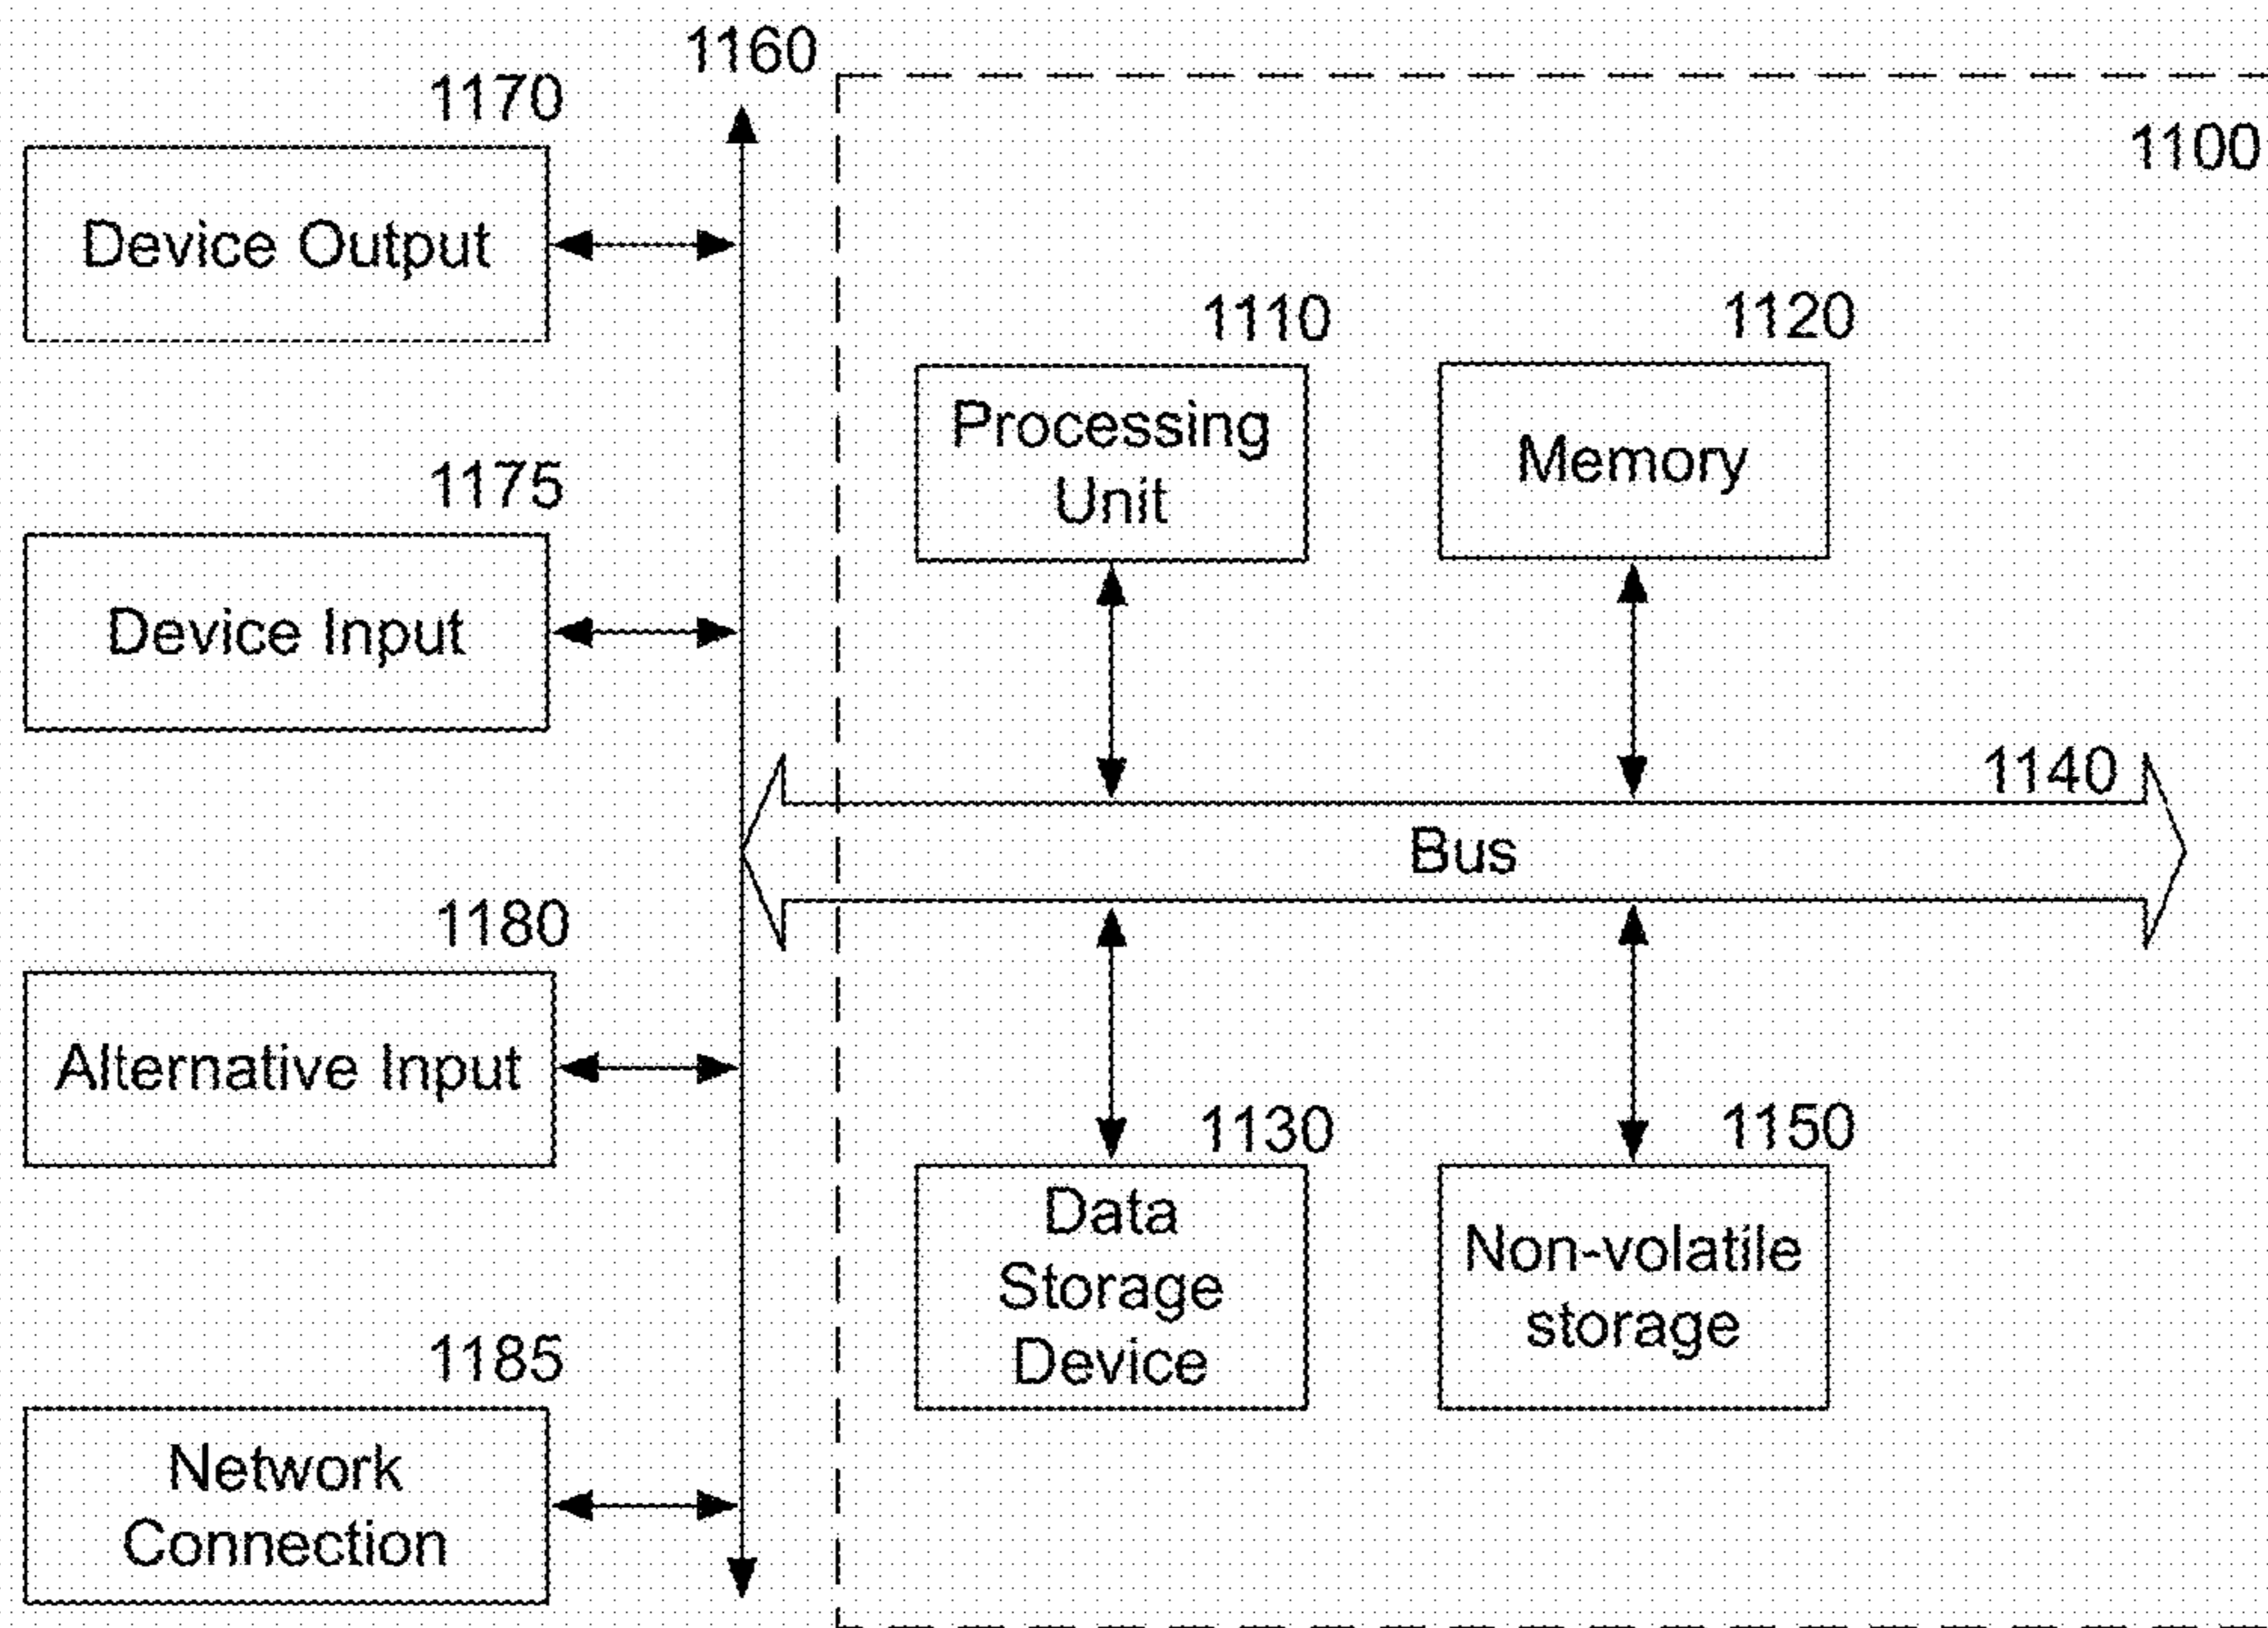 1160
1170
1100
Device Output
1110
1120
Processing
Unit
Memory
1175
Device Input
1140
Bus
1180
Alternative Input
1130
1150
Data
Storage
Device
Non-volatile
storage
1185
Network
Connection